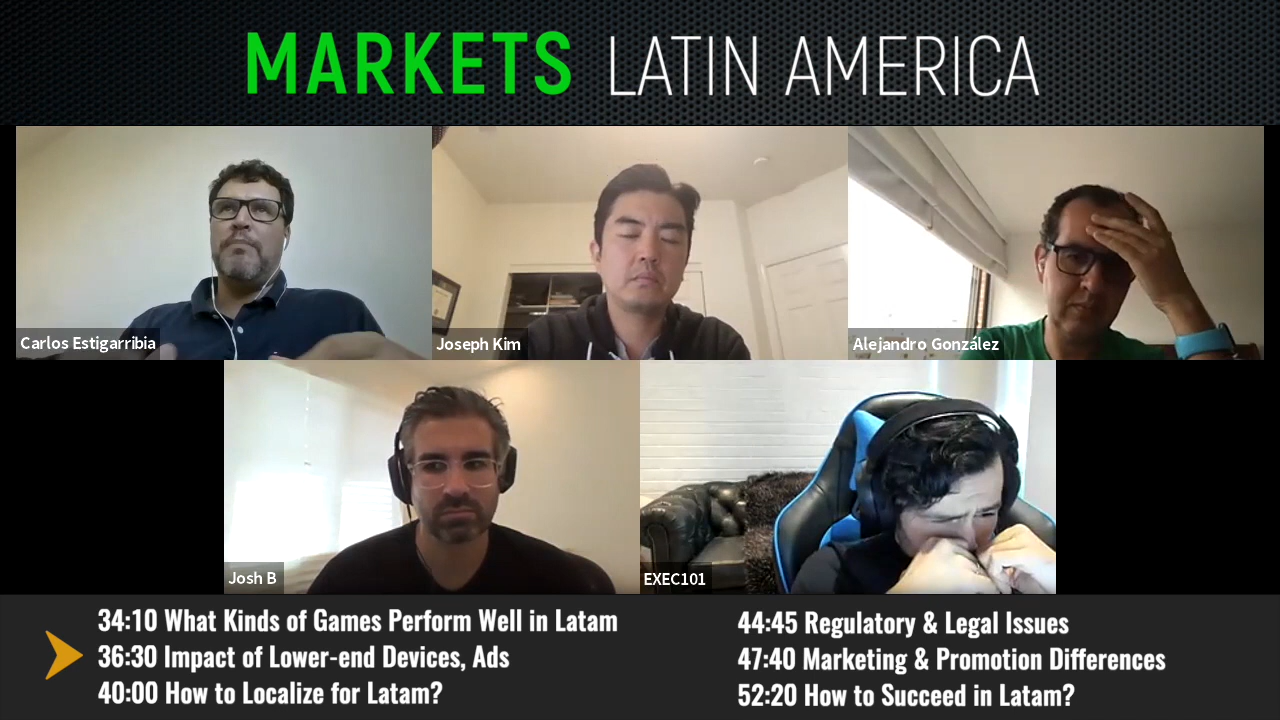 MARKETS LATIN AMERICA
Carlos Estigarribia
Joseph Kim
Alejandro González
Josh B
EXEC101
34:10 What Kinds of Games Perform Well in Latam
36:30 Impact of Lower-end Devices, Ads
40:00 How to Localize for Latam?
44:45 Regulatory & Legal Issues
47:40 Marketing & Promotion Differences
52:20 How to Succeed in Latam?